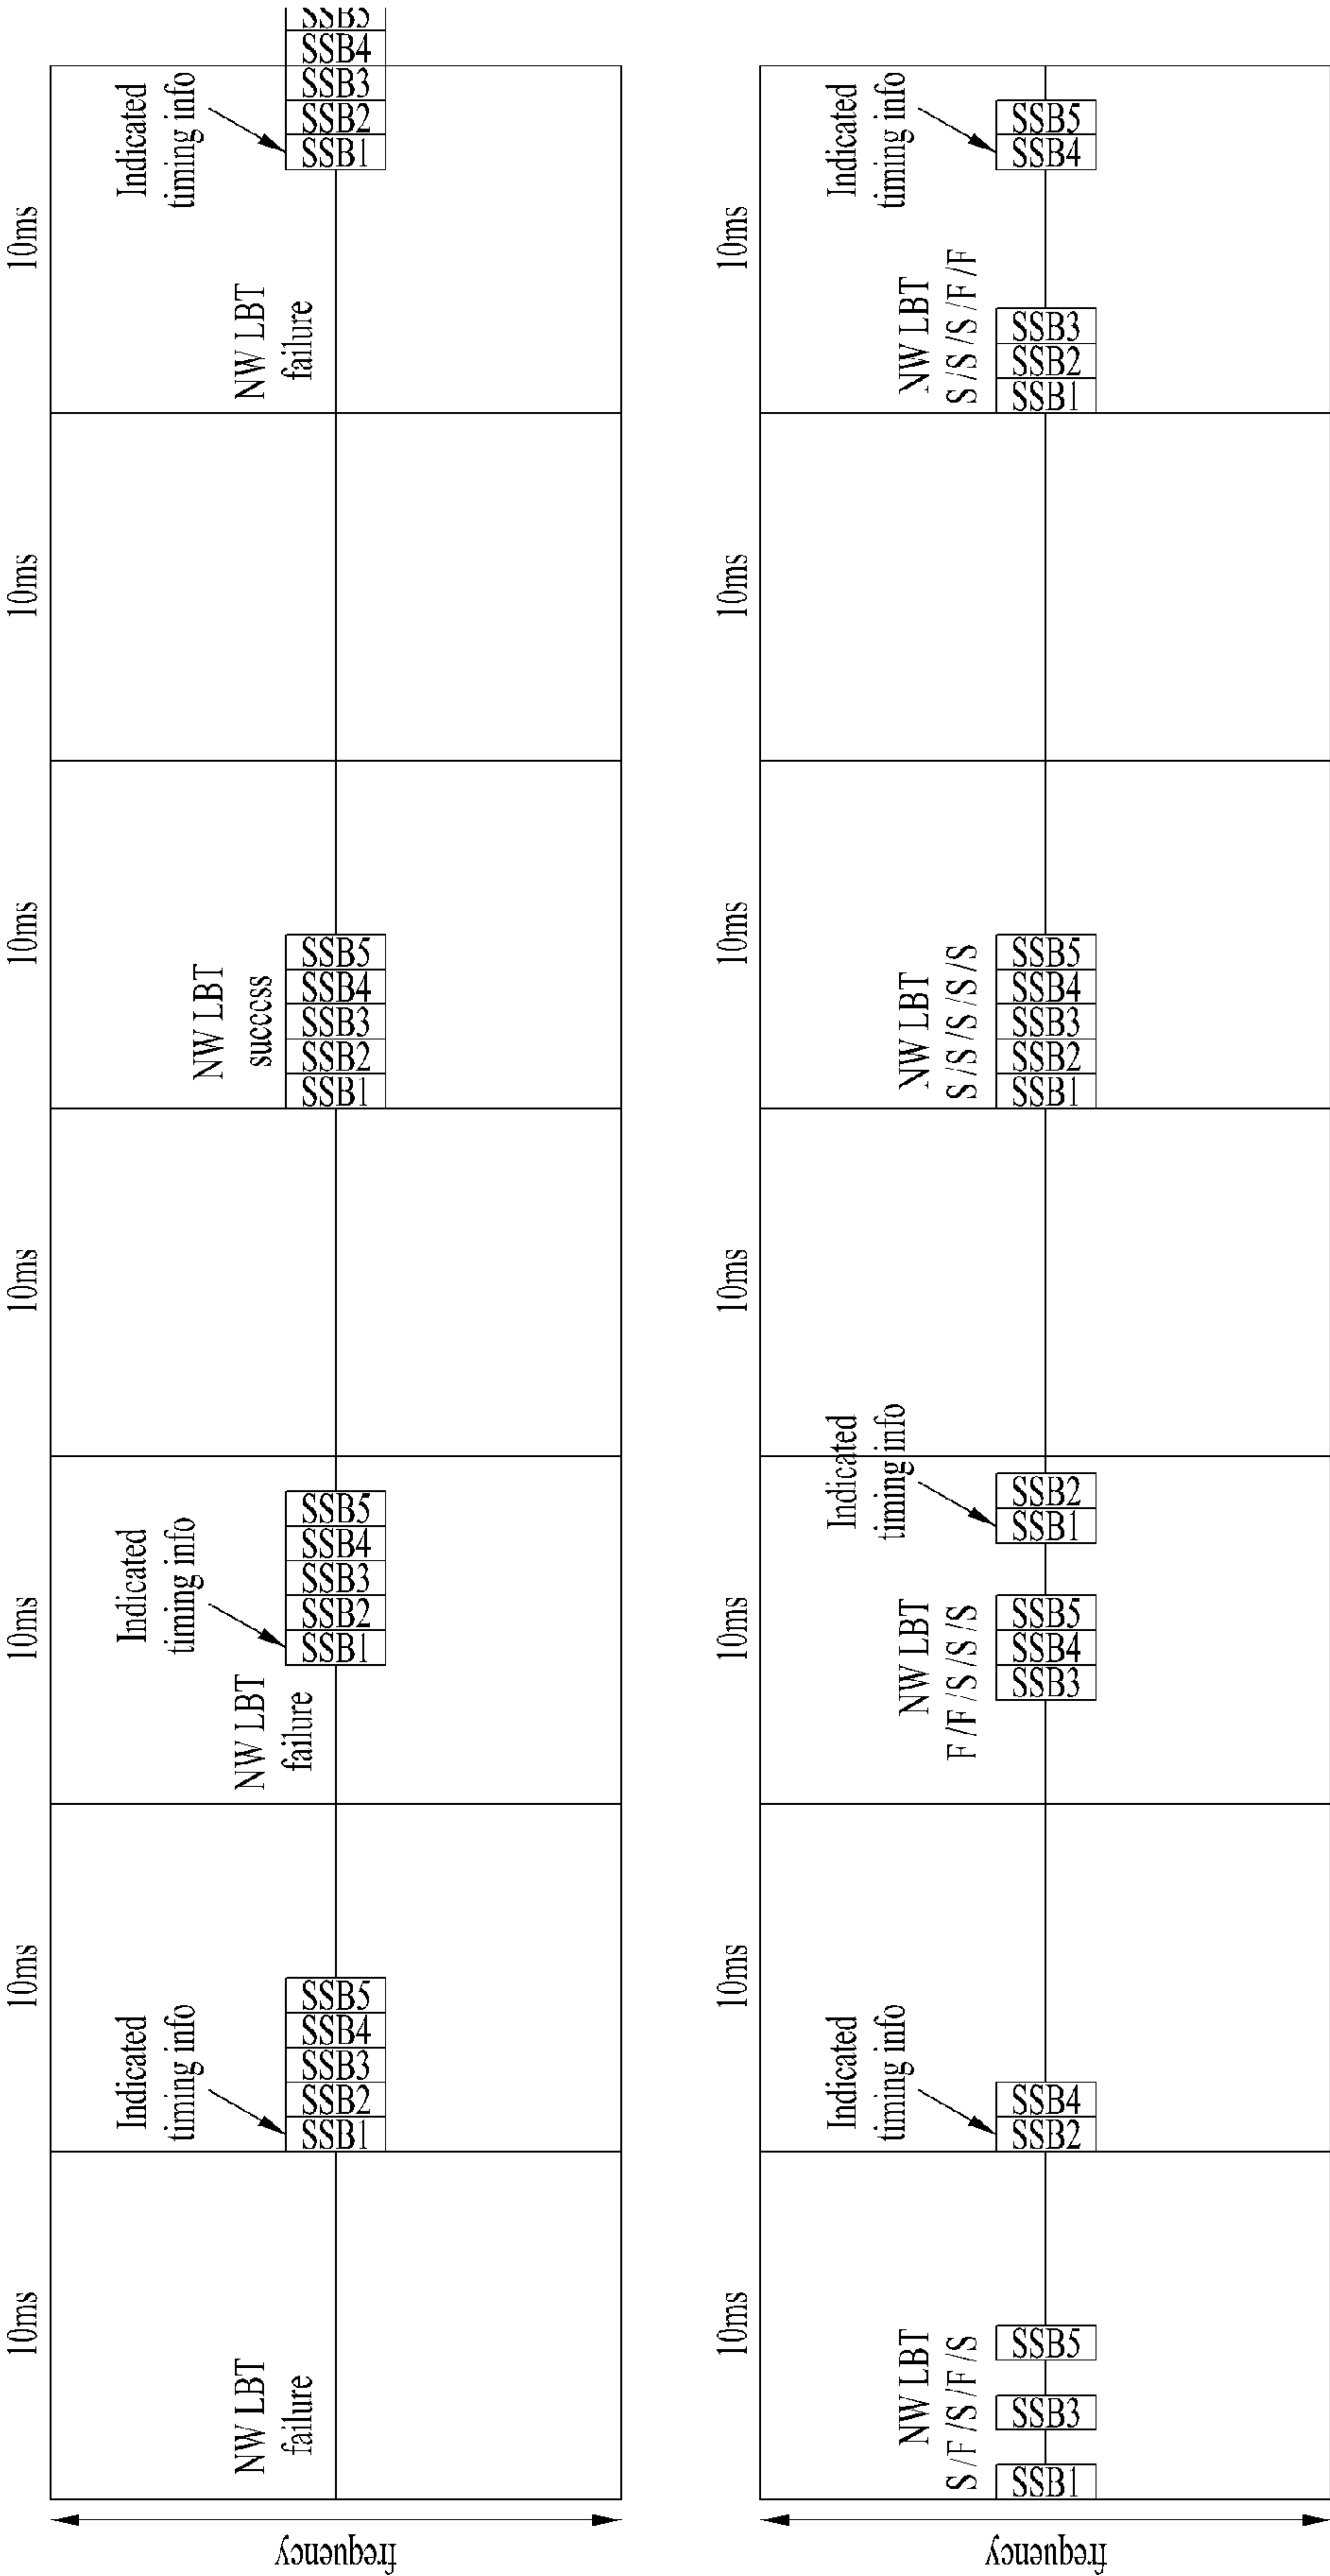 10ms 10ms 10ms 10ms 10ms 10ms 10ms
Indicated
timing info
Indicated
timing info
Indicated
timing info
NW LBT
failure
NW LBT
failure
NW LBT
success
NW LBT
failure
SSB1 SSB2 SSB3 SSB4 SSB5
SSB1 SSB2 SSB3 SSB4 SSB5
SSB1 SSB2 SSB3 SSB4 SSB5
SSB1 SSB2 SSB3 SSB4 SSB5
frequency
10ms 10ms 10ms 10ms 10ms 10ms 10ms
Indicated
timing info
Indicated
timing info
Indicated
timing info
NW LBT
S/F/S/F/S
NW LBT
F/F/S/S/S
NW LBT
S/S/S/S/S
NW LBT
S/S/S/F/F
SSB1 SSB3 SSB5
SSB2 SSB4
SSB3 SSB4 SSB5
SSB1 SSB2
SSB1 SSB2 SSB3 SSB4 SSB5
SSB1 SSB2 SSB3
SSB4 SSB5
frequency